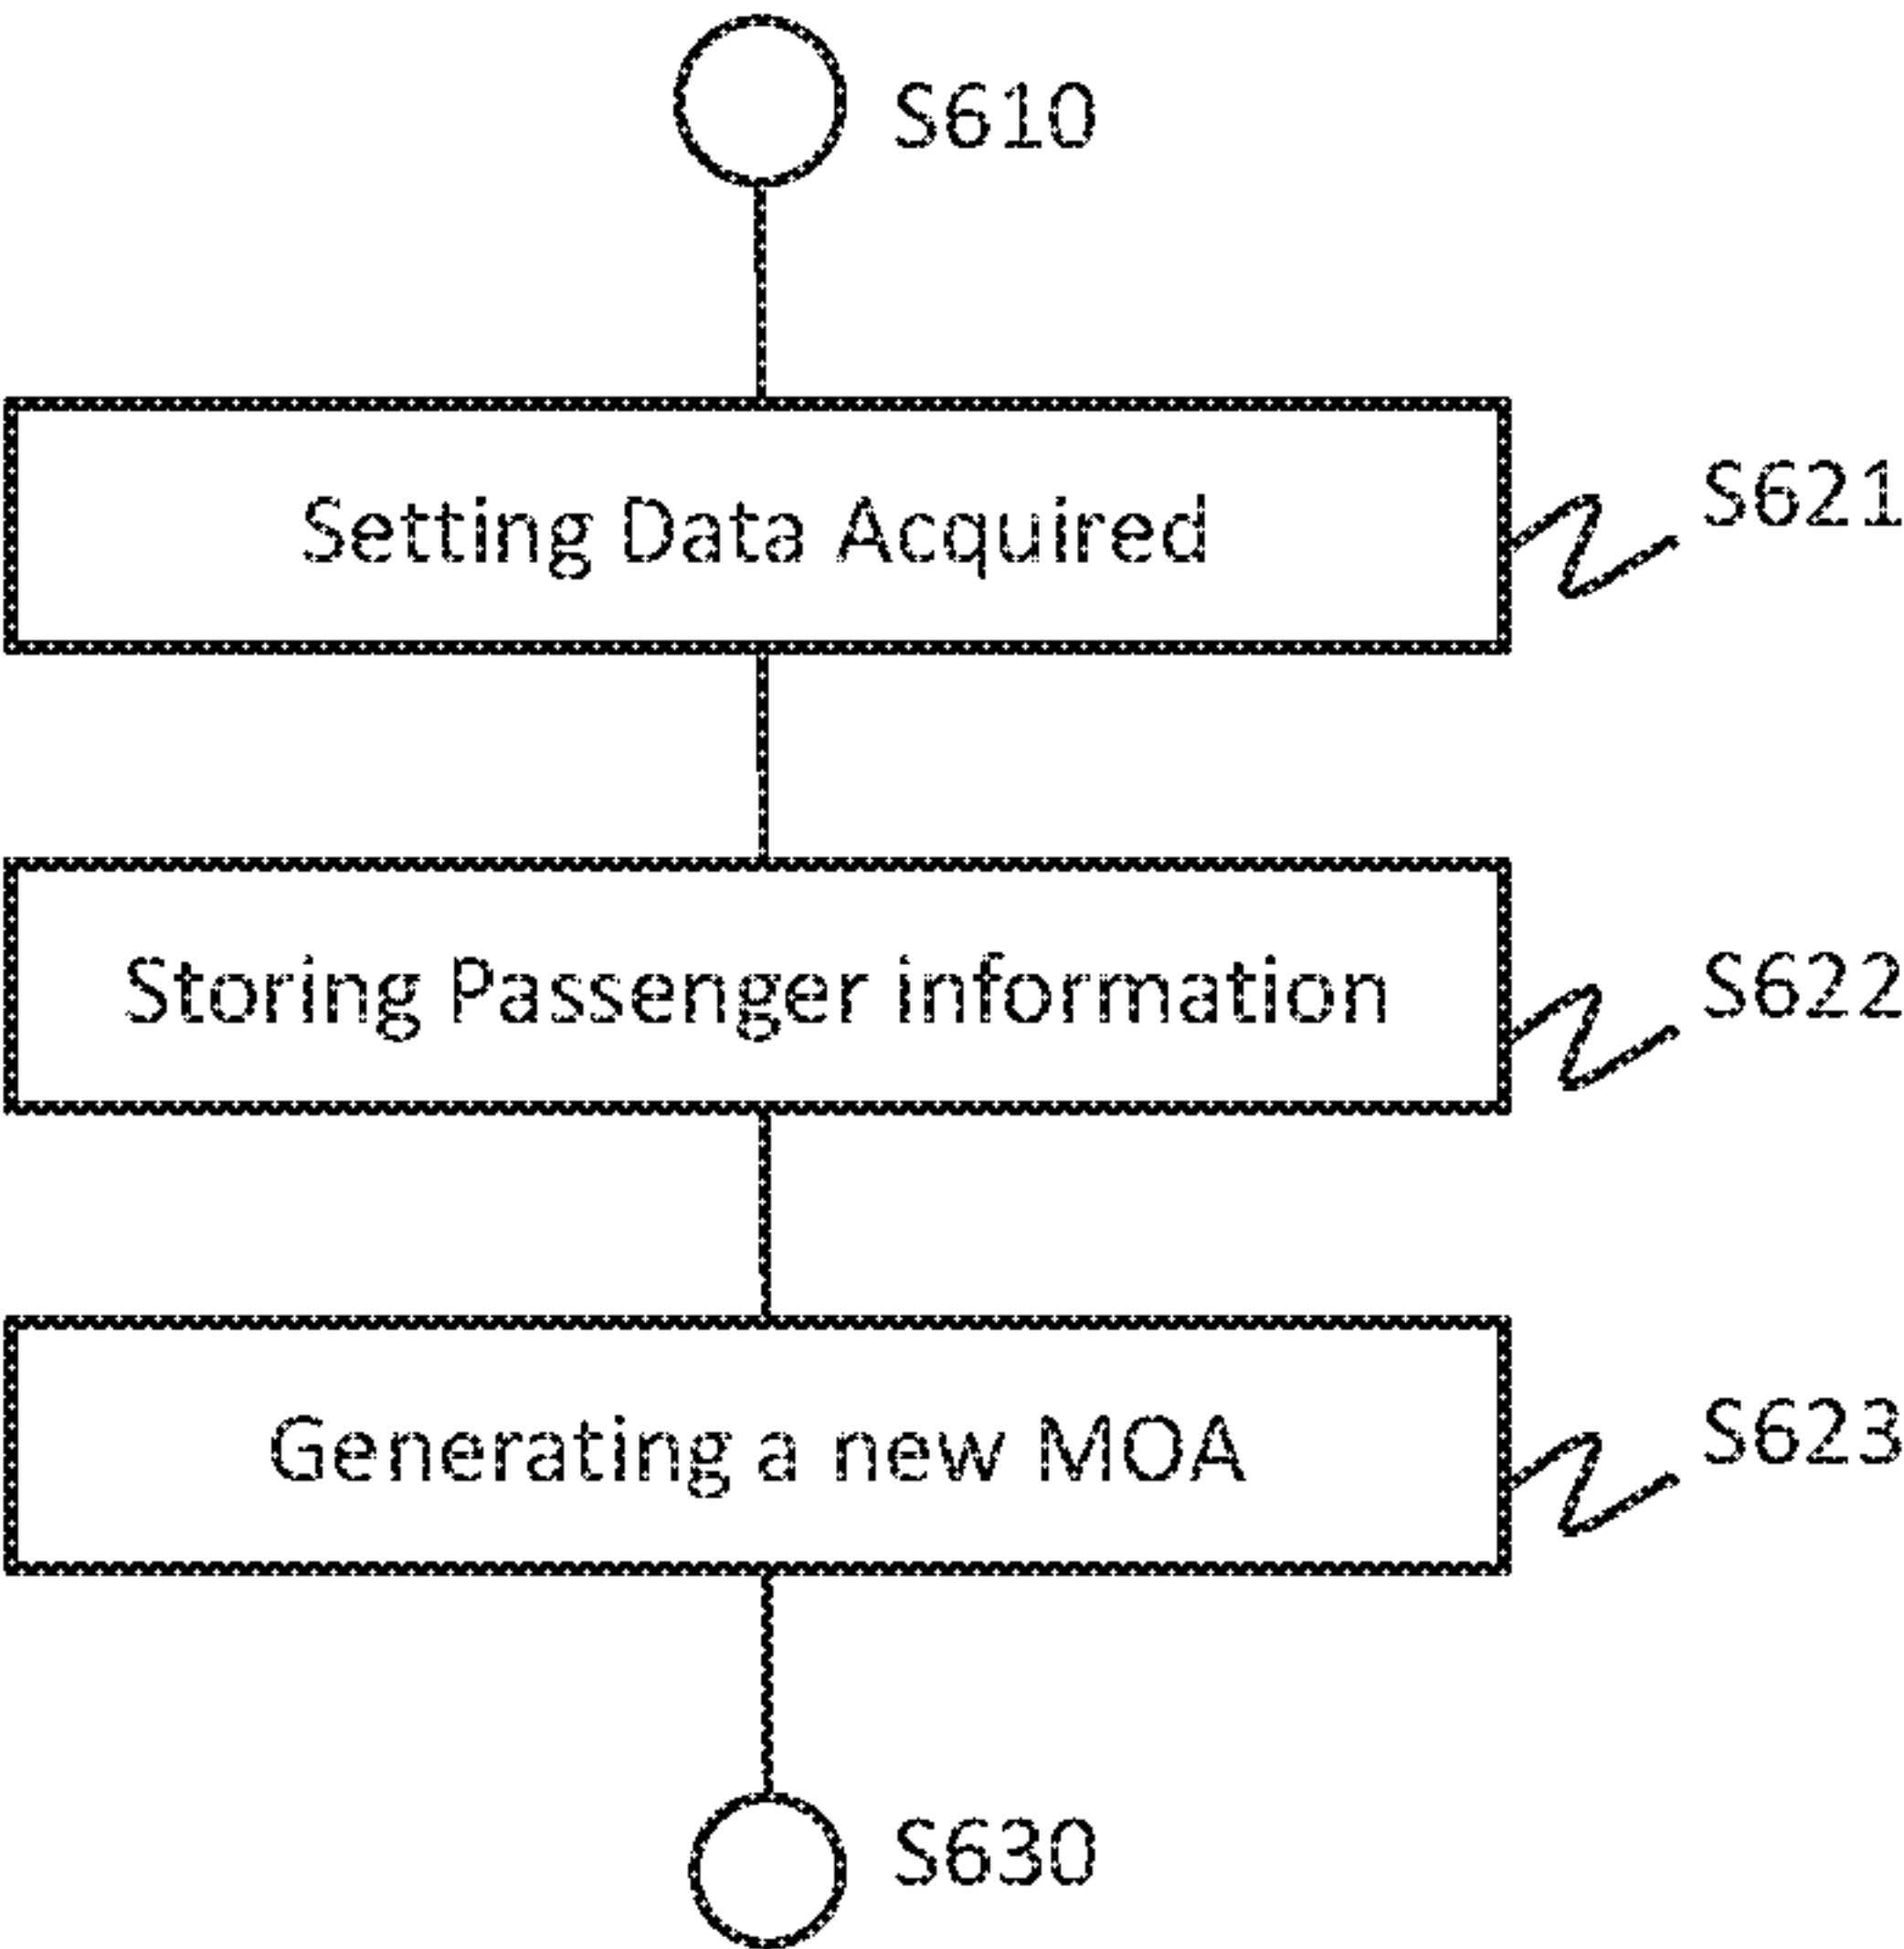 S610
Setting Data Acquired
S621
Storing Passenger information
S622
Generating a new MOA
S623
S630